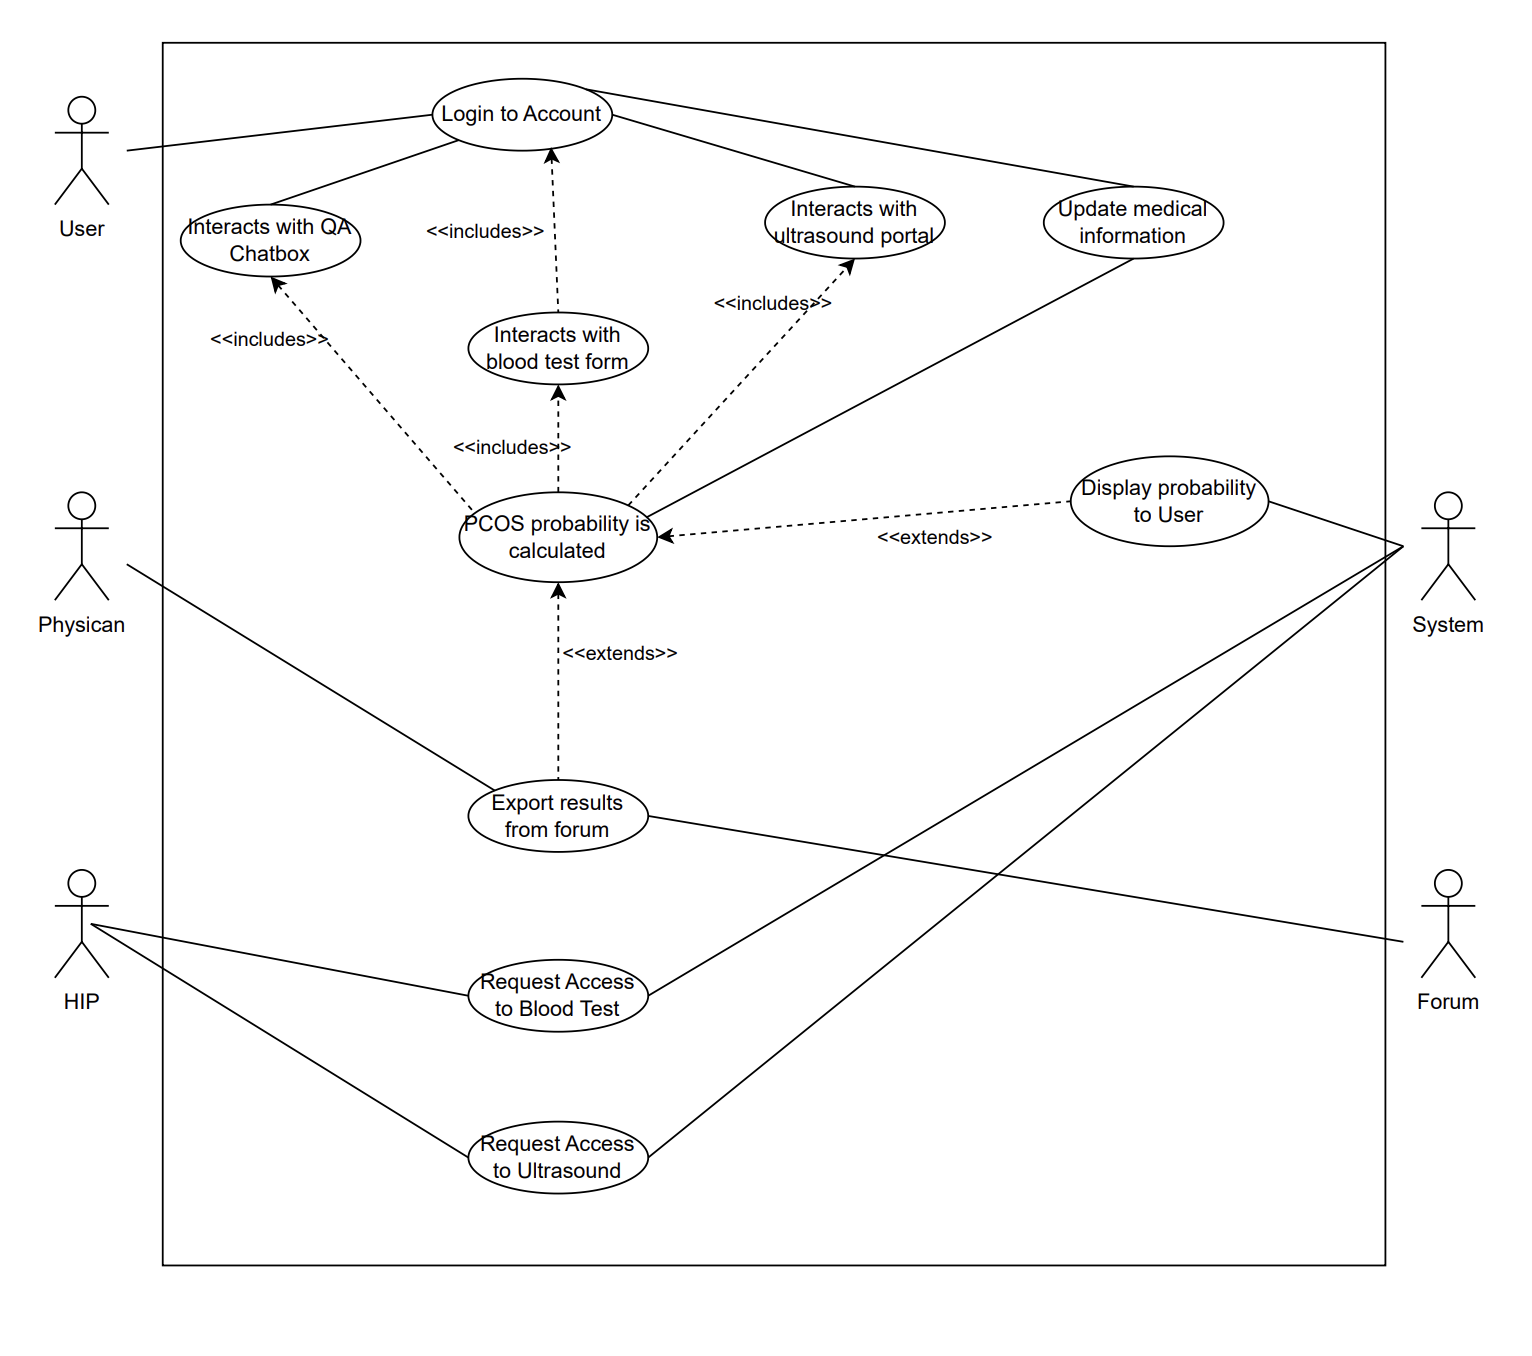 Login to Account
User
Interacts with QA
Chatbox
<<includes>>
Interacts with
ultrasound portal
Update medical
information
<<includes>>
<<includes>>
Interacts with
blood test form
<<includes>>
PCOS probability is
calculated
Display probability
to User
<<extends>>
Physican
System
<<extends>>
Export results
from forum
HIP
Request Access
to Blood Test
Forum
Request Access
to Ultrasound